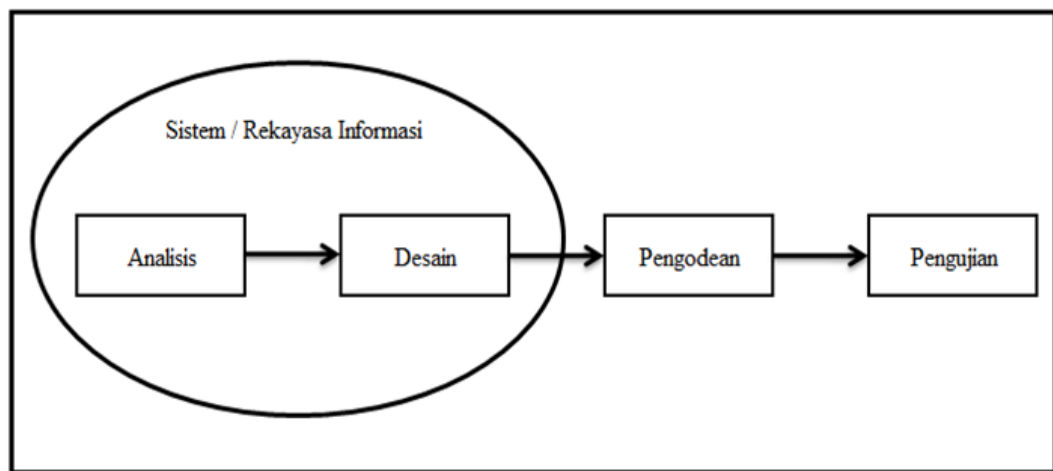 Sistem / Rekayasa Informasi
Analisis
Desain
Pengodean
Pengujian